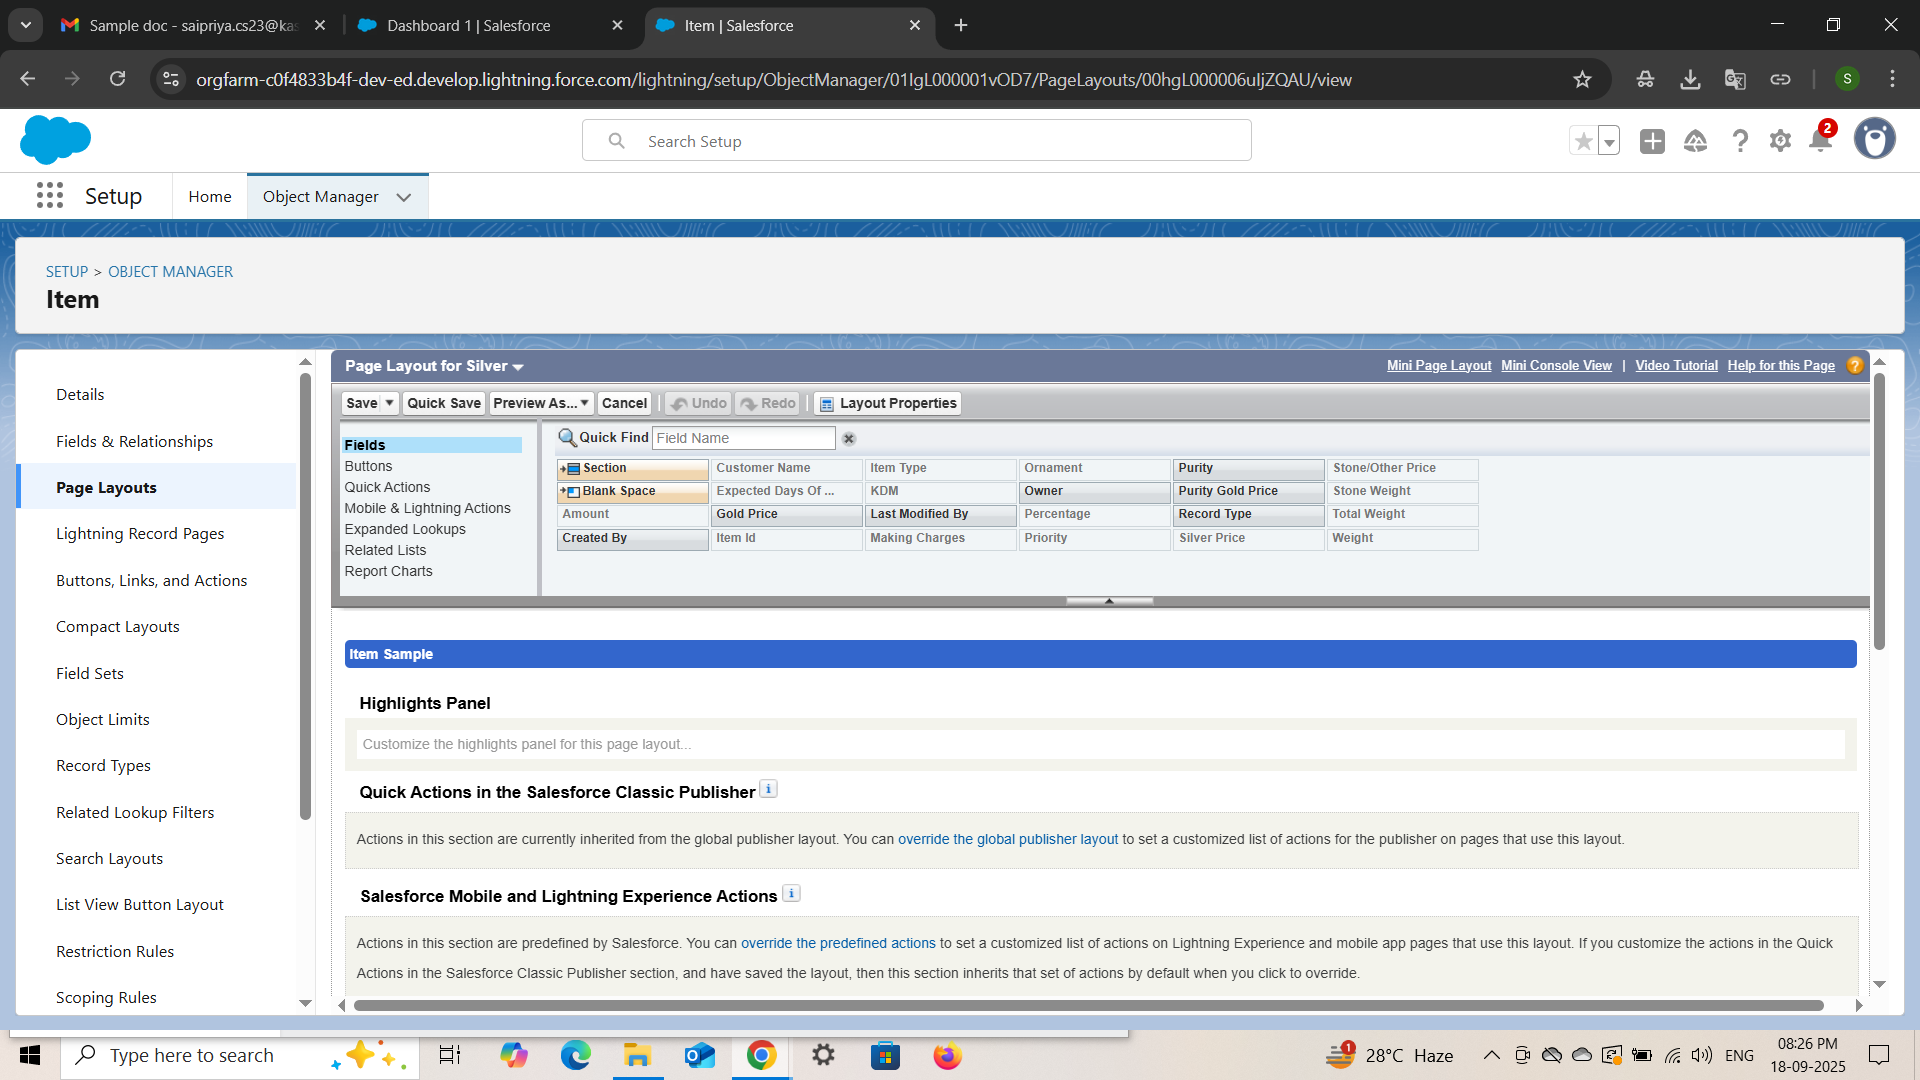 Sample doc - saipriya.cs23@kas
Dashboard 1 | Salesforce
Item | Salesforce
orgfarm-c0f4833b4f-dev-ed.develop.lightning.force.com/lightning/setup/ObjectManager/01IgL000001vOD7/PageLayouts/00hgL000006uIjZQAU/view
S
Search Setup
2
Setup
Home
Object Manager
SETUP > OBJECT MANAGER
Item
Details
Fields & Relationships
Page Layouts
Lightning Record Pages
Buttons, Links, and Actions
Compact Layouts
Field Sets
Object Limits
Record Types
Related Lookup Filters
Search Layouts
List View Button Layout
Restriction Rules
Scoping Rules
Page Layout for Silver
Mini Page Layout Mini Console View | Video Tutorial Help for this Page ?
Save Quick Save Preview As... Cancel Undo Redo Layout Properties
Fields
Buttons
Quick Actions
Mobile & Lightning Actions
Expanded Lookups
Related Lists
Report Charts
Quick Find Field Name
Section Customer Name Item Type Ornament Purity Stone/Other Price
Blank Space Expected Days Of ... KDM Owner Purity Gold Price Stone Weight
Amount Gold Price Last Modified By Percentage Record Type Total Weight
Created By Item Id Making Charges Priority Silver Price Weight
Item Sample
Highlights Panel
Customize the highlights panel for this page layout...
Quick Actions in the Salesforce Classic Publisher i
Actions in this section are currently inherited from the global publisher layout. You can override the global publisher layout to set a customized list of actions for the publisher on pages that use this layout.
Salesforce Mobile and Lightning Experience Actions i
Actions in this section are predefined by Salesforce. You can override the predefined actions to set a customized list of actions on Lightning Experience and mobile app pages that use this layout. If you customize the actions in the Quick
Actions in the Salesforce Classic Publisher section, and have saved the layout, then this section inherits that set of actions by default when you click to override.
Type here to search
1
28°C Haze
ENG
08:26 PM
18-09-2025